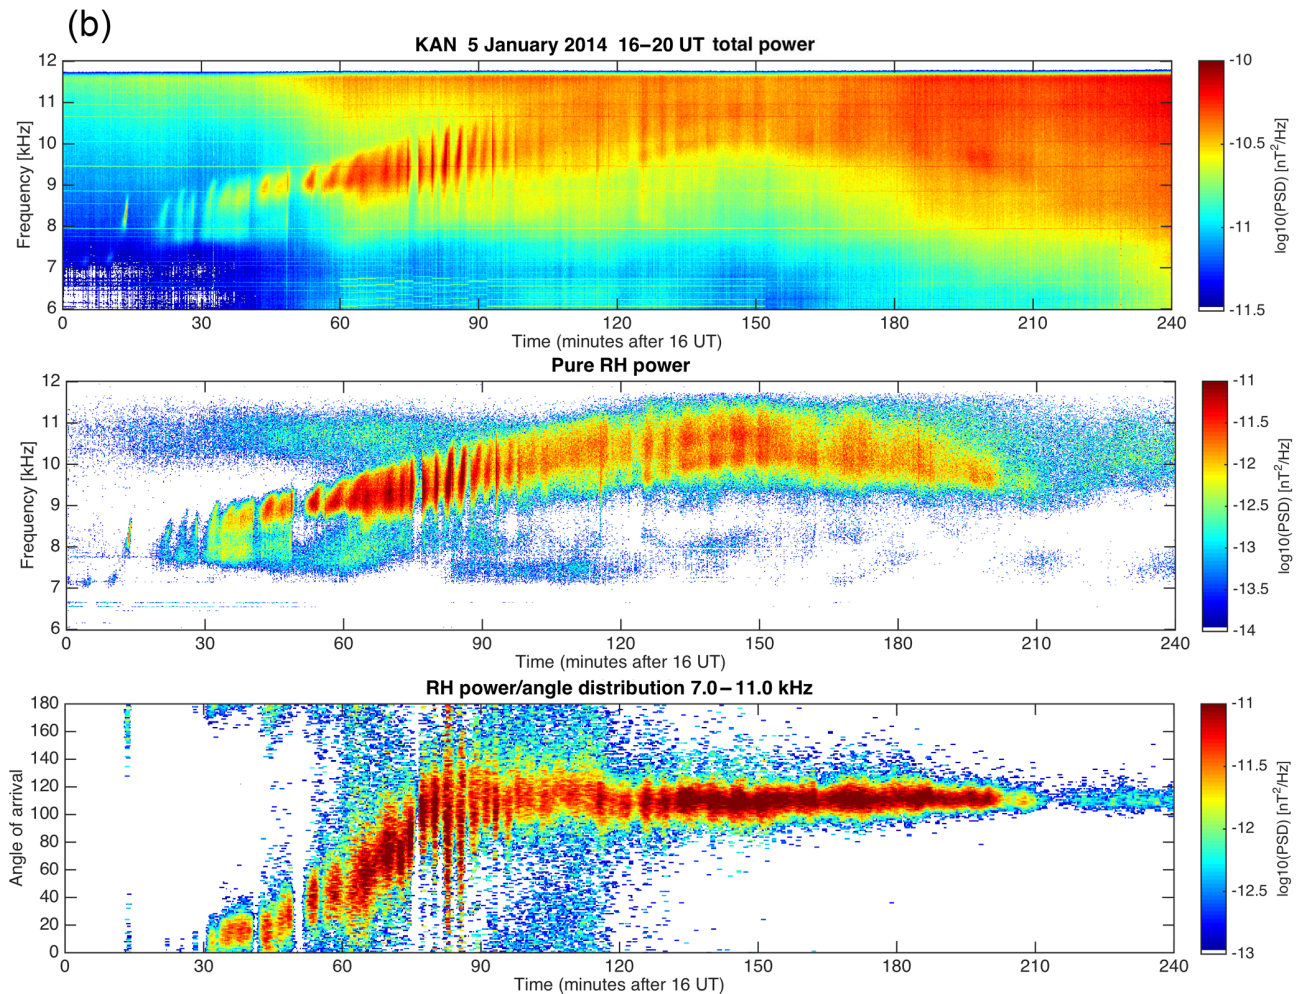 (b)
KAN 5 January 2014 16–20 UT total power
12
11
10
9
8
7
6
Frequency [kHz]
0 30 60 90 120 150 180 210 240
Time (minutes after 16 UT)
-10
-10.5
-11
-11.5
log10(PSD) [nT2/Hz]
Pure RH power
12
11
10
9
8
7
6
Frequency [kHz]
0 30 60 90 120 150 180 210 240
Time (minutes after 16 UT)
-11
-11.5
-12
-12.5
-13
-13.5
-14
log10(PSD) [nT2/Hz]
RH power/angle distribution 7.0–11.0 kHz
180
160
140
120
100
80
60
40
20
0
Angle of arrival
0 30 60 90 120 150 180 210 240
Time (minutes after 16 UT)
-11
-11.5
-12
-12.5
-13
log10(PSD) [nT2/Hz]